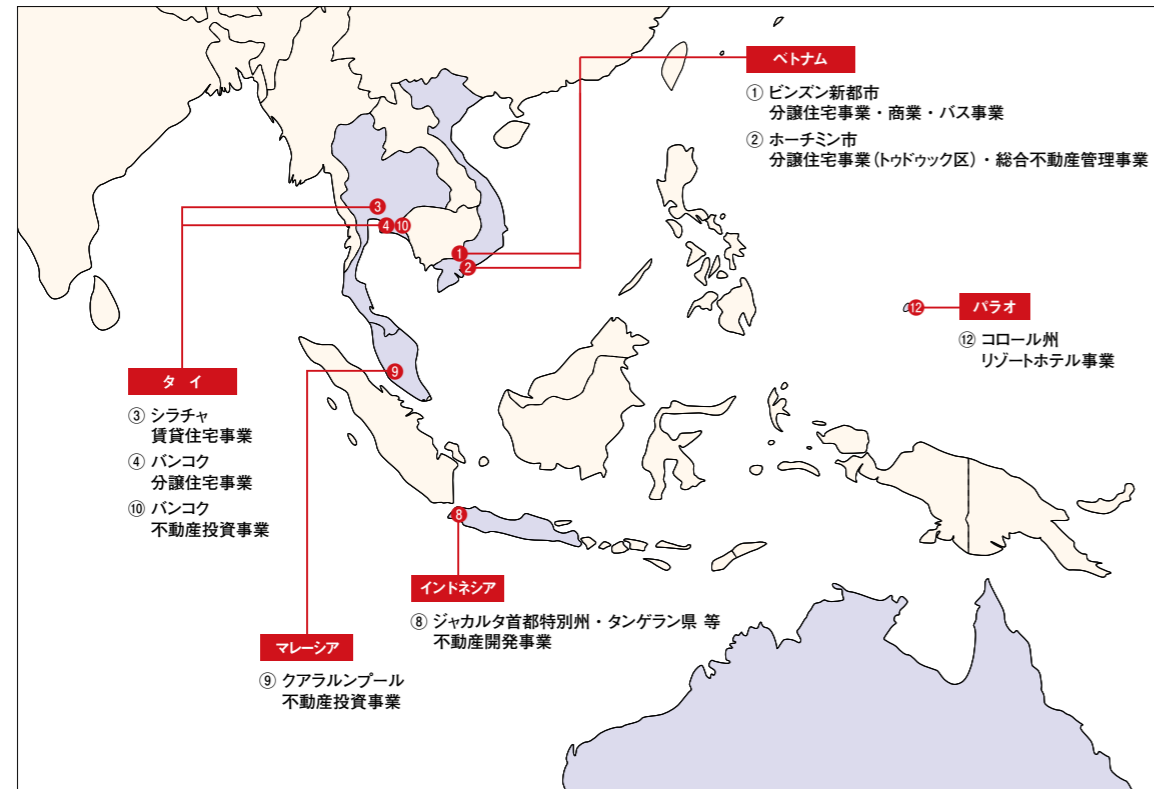 ベトナム
① ビンズン新都市
分譲住宅事業・商業・バス事業
② ホーチミン市
分譲住宅事業(トゥドゥック区)・総合不動産管理事業
3
4 10
1
2
12
パラオ
⑫ コロール州
リゾートホテル事業
9
タ イ
③ シラチャ
賃貸住宅事業
④ バンコク
分譲住宅事業
⑩ バンコク
不動産投資事業
8
インドネシア
⑧ ジャカルタ首都特別州・タンゲラン県 等
不動産開発事業
マレーシア
⑨ クアラルンプール
不動産投資事業